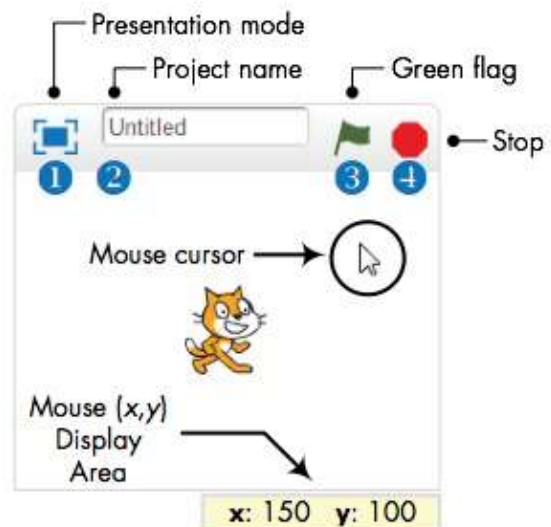 Presentation mode
Project name
Green flag
Untitled
Stop
1 2 3 4
Mouse cursor
Mouse (x,y)
Display
Area
x: 150 y: 100